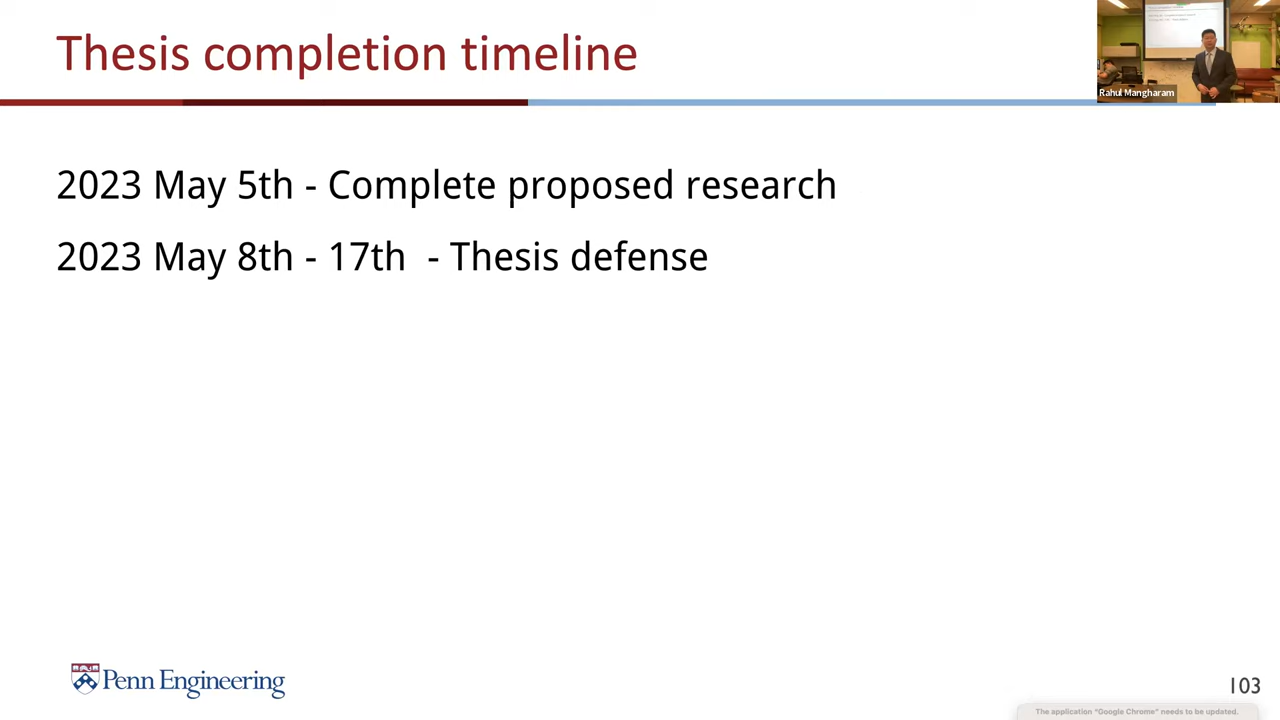 Thesis completion timeline
Rahul Mangharam
2023 May 5th - Complete proposed research
2023 May 8th - 17th - Thesis defense
Penn Engineering
103
The application "Google Chrome" needs to be updated.